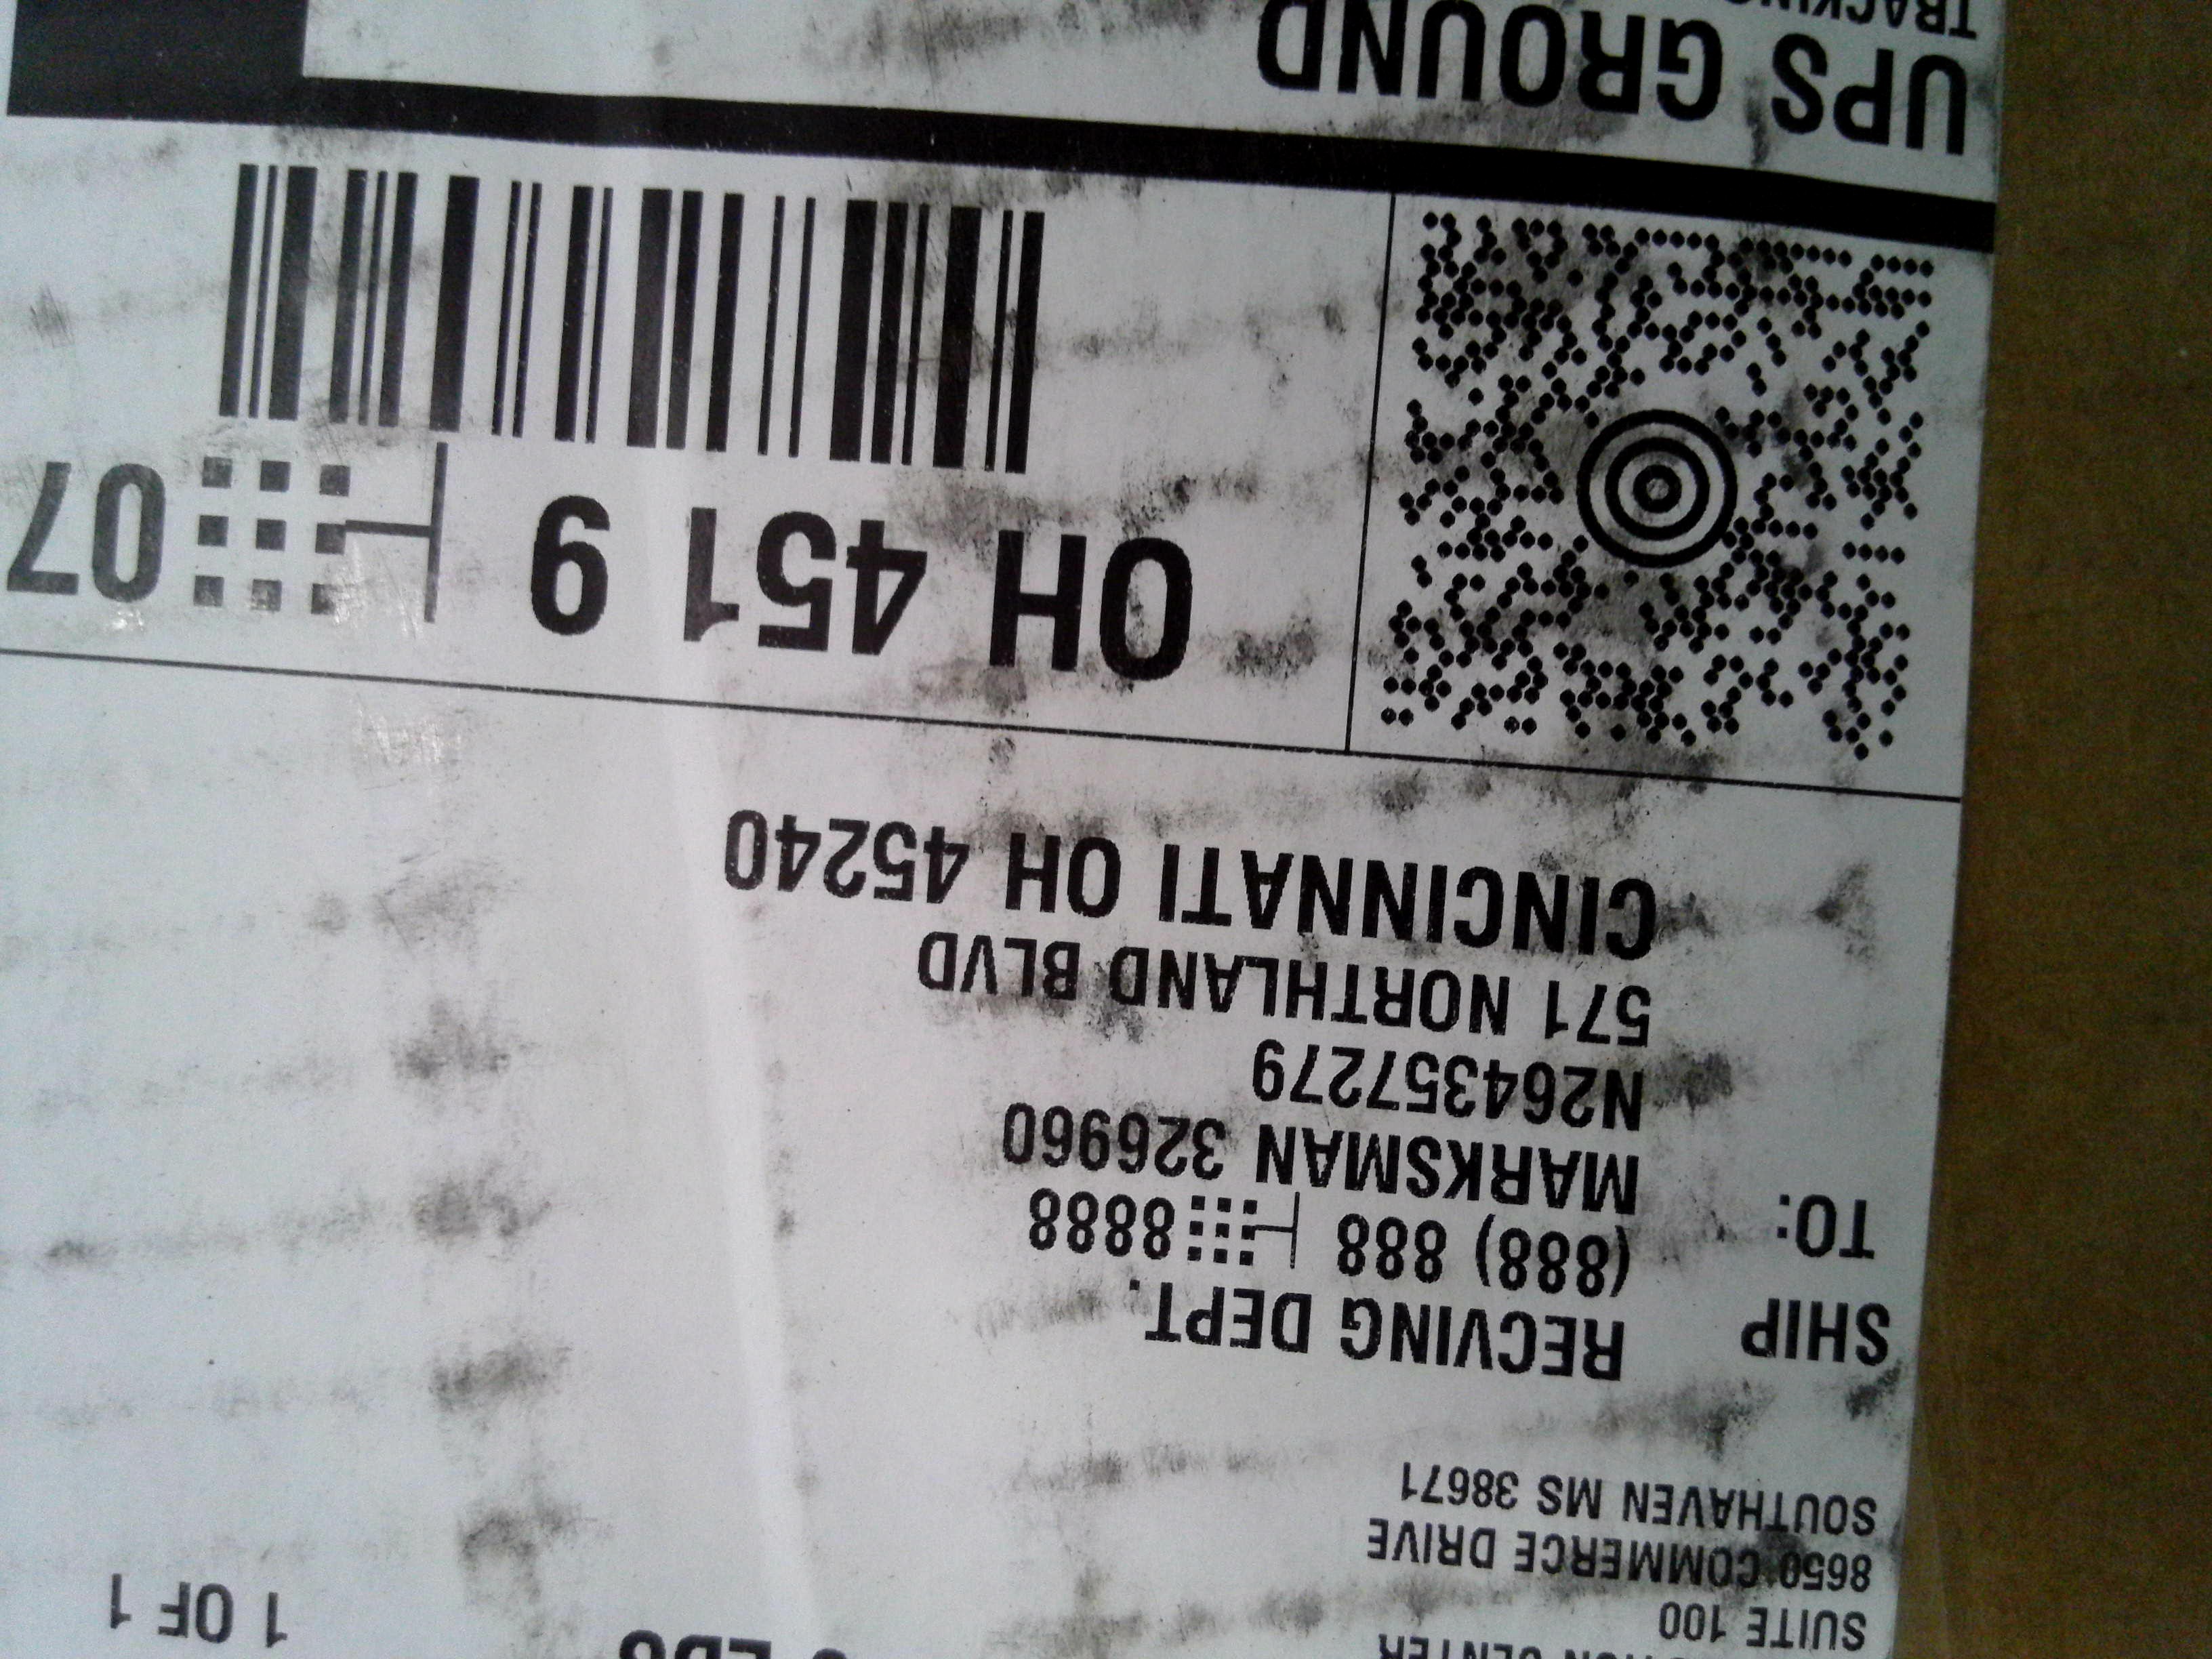 SUITE 100
8650 COMMERCE DRIVE
SOUTHAVEN MS 38671
1 OF 1
SHIP
TO:
RECVING DEPT.
(888) 888 8888
MARKSMAN 326960
N264357279
571 NORTHLAND BLVD
CINCINNATI OH 45240
OH 451 9 07
UPS GROUND